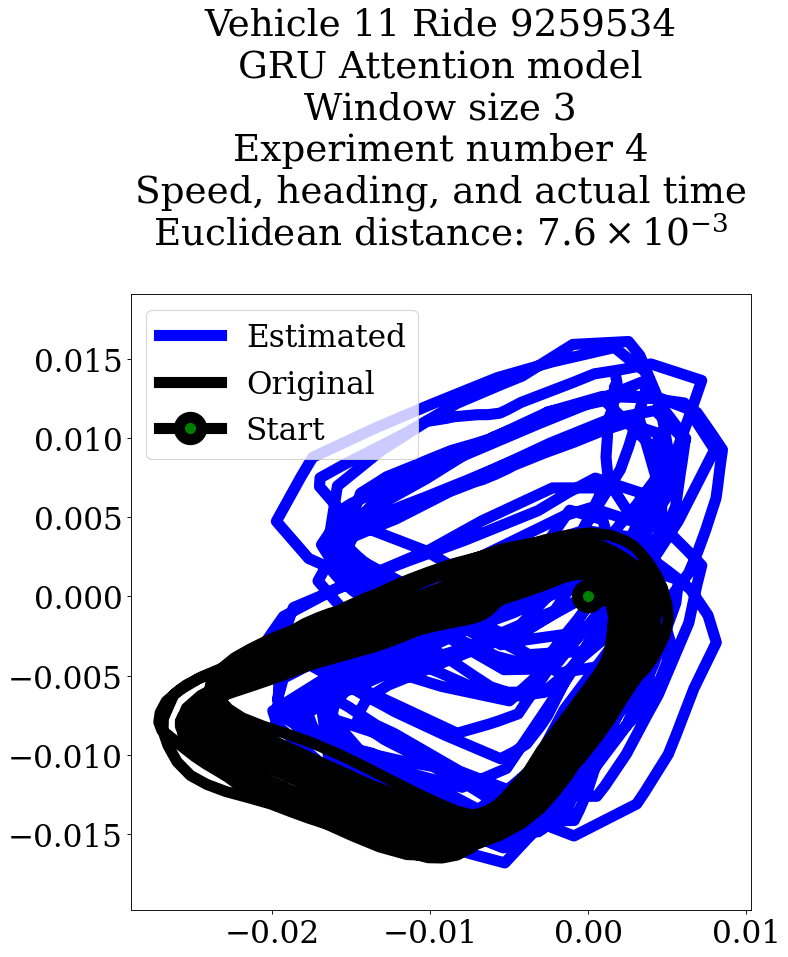 Vehicle 11 Ride 9259534
GRU Attention model
Window size 3
Experiment number 4
Speed, heading, and actual time
Euclidean distance: 7.6 × 10⁻³
Estimated
Original
Start
0.015
0.010
0.005
0.000
−0.005
−0.010
−0.015
−0.02
−0.01
0.00
0.01